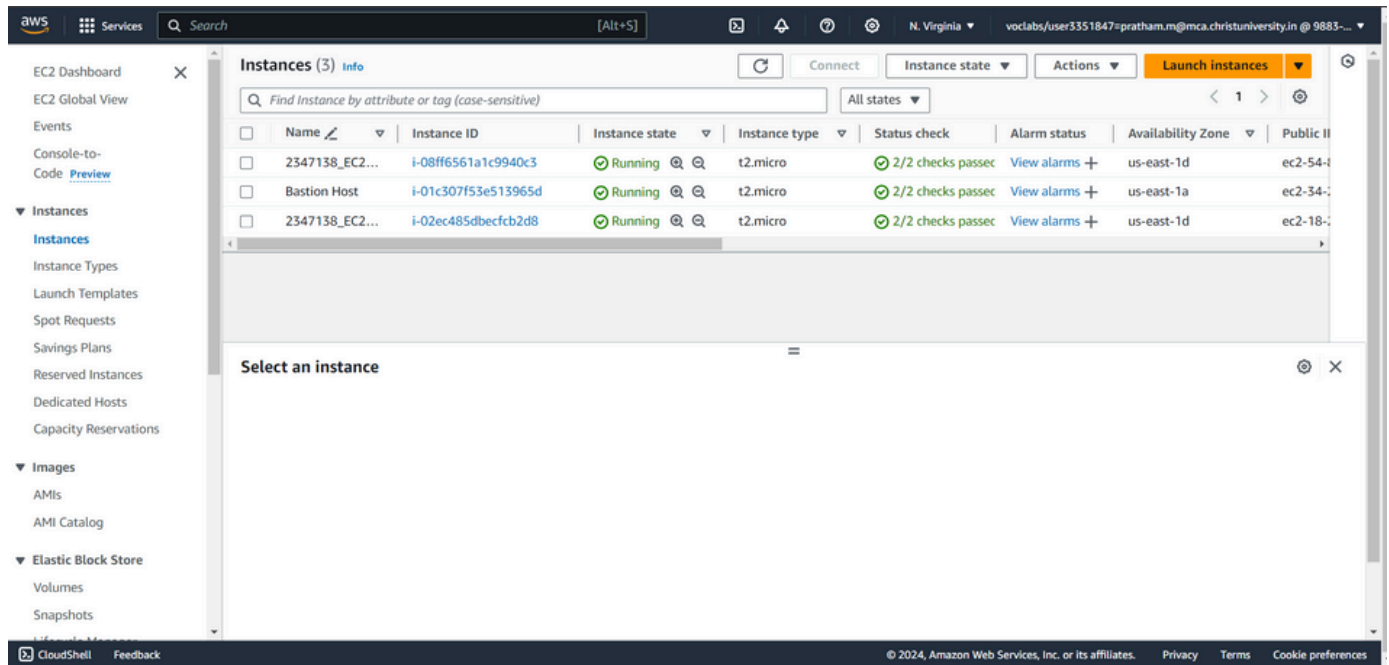 aws Services Search [Alt+S] N. Virginia voclabs/user3351847=pratham.m@mca.christuniversity.in @ 9883-...
EC2 Dashboard
EC2 Global View
Events
Console-to-
Code Preview
Instances
Instances
Instance Types
Launch Templates
Spot Requests
Savings Plans
Reserved Instances
Dedicated Hosts
Capacity Reservations
Images
AMIs
AMI Catalog
Elastic Block Store
Volumes
Snapshots
Instances (3) Info Connect Instance state Actions Launch instances
Find Instance by attribute or tag (case-sensitive) All states 1
Name Instance ID Instance state Instance type Status check Alarm status Availability Zone Public
2347138_EC2... i-08ff6561a1c9940c3 Running t2.micro 2/2 checks passec View alarms + us-east-1d ec2-54-
Bastion Host i-01c307f53e513965d Running t2.micro 2/2 checks passec View alarms + us-east-1a ec2-34-
2347138_EC2... i-02ec485dbecfcb2d8 Running t2.micro 2/2 checks passec View alarms + us-east-1d ec2-18-
Select an instance
CloudShell Feedback © 2024, Amazon Web Services, Inc. or its affiliates. Privacy Terms Cookie preferences